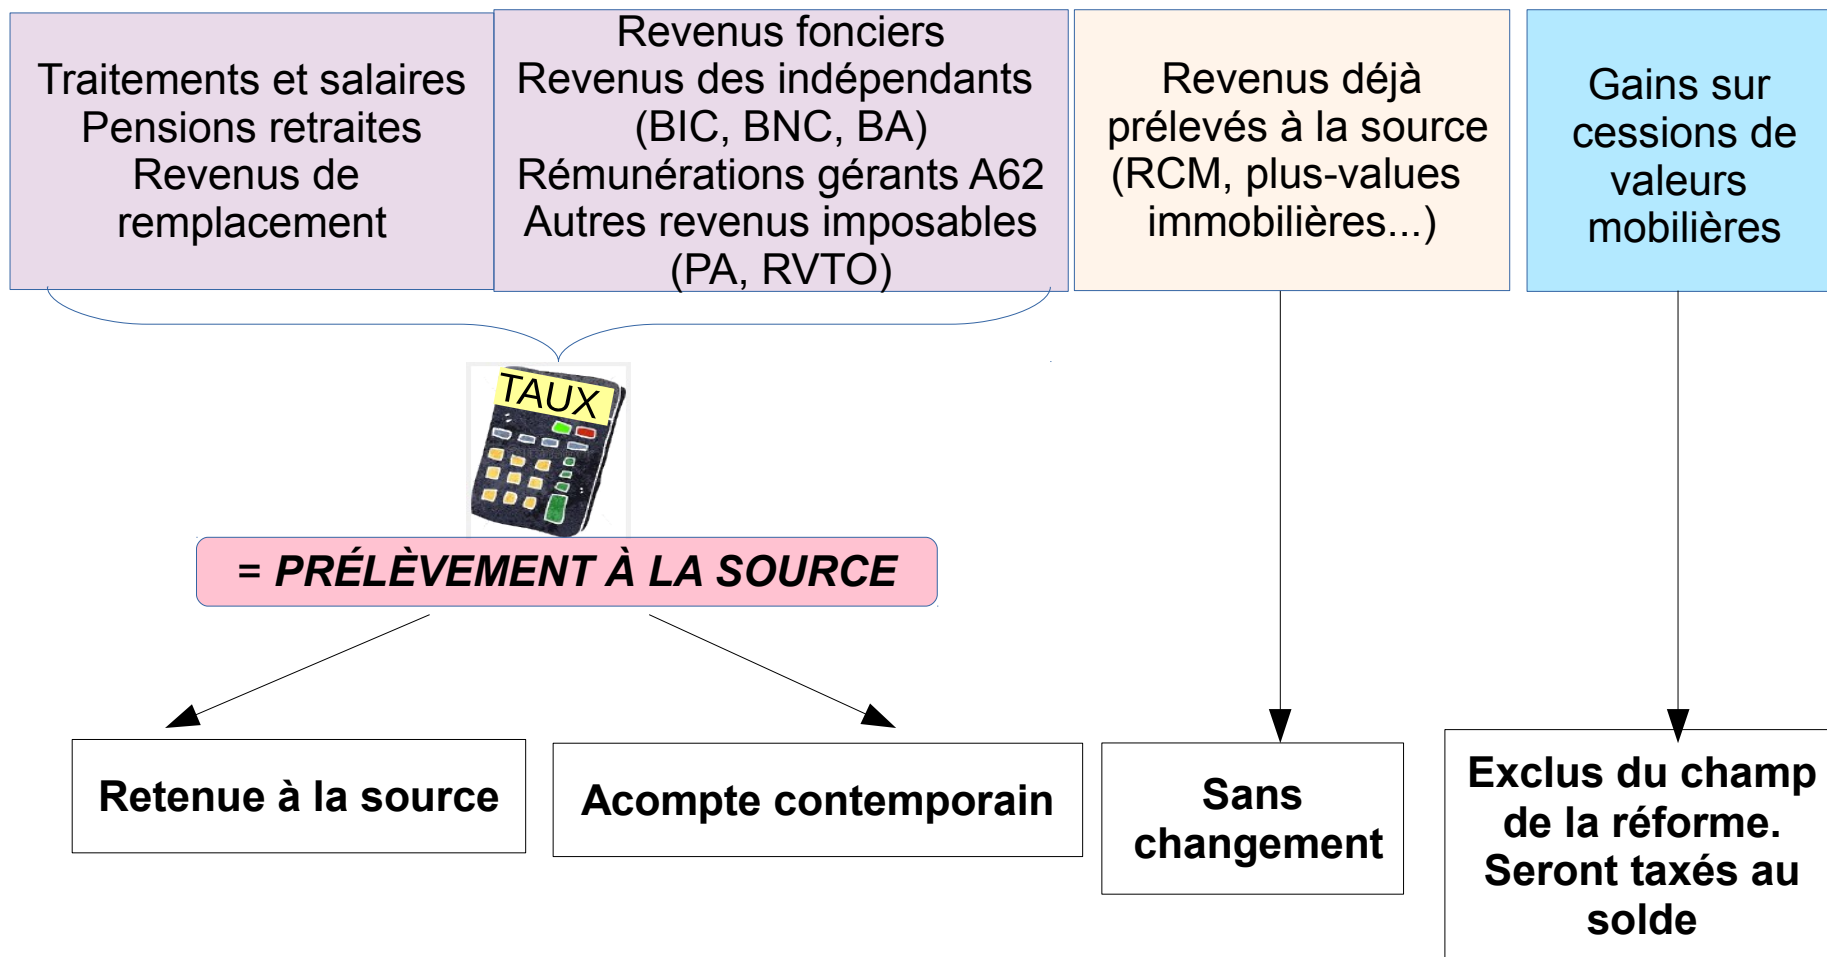 Traitements et salaires
Pensions retraites
Revenus de
remplacement
Revenus fonciers
Revenus des indépendants
(BIC, BNC, BA)
Rémunérations gérants A62
Autres revenus imposables
(PA, RVTO)
Revenus déjà
prélevés à la source
(RCM, plus-values
immobilières...)
Gains sur
cessions de
valeurs
mobilières
TAUX
= PRÉLÈVEMENT À LA SOURCE
Retenue à la source
Acompte contemporain
Sans
changement
Exclus du champ
de la réforme.
Seront taxés au
solde